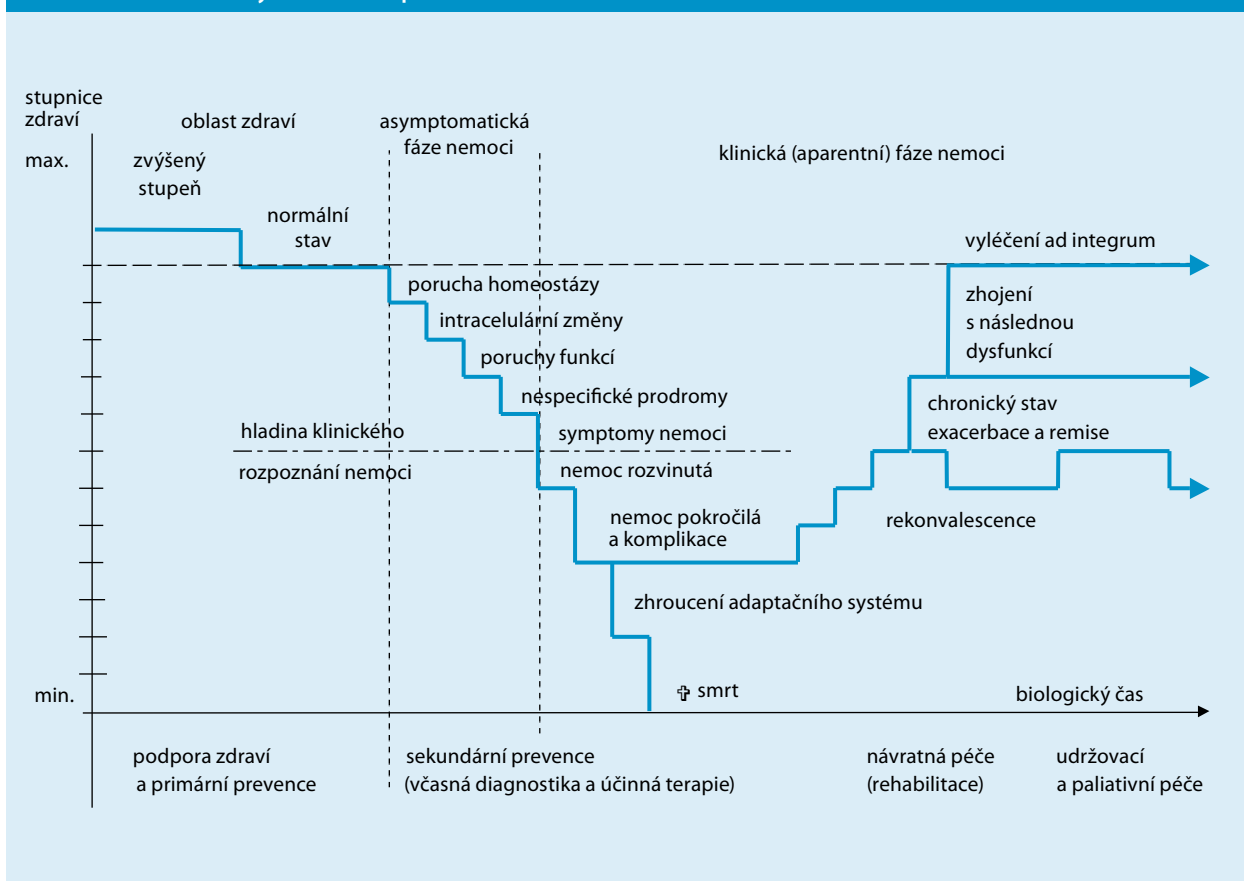 stupnice
zdraví
oblast zdraví
asymptomatická
fáze nemoci
klinická (aparentní) fáze nemoci
max.
zvýšený
stupeň
normální
stav
vyléčení ad integrum
porucha homeostázy
zhojení
s následnou
dysfunkcí
intracelulární změny
poruchy funkcí
nespecifické prodromy
chronický stav
exacerbace a remise
hladina klinického
rozpoznání nemoci
symptomy nemoci
nemoc rozvinutá
nemoc pokročilá
a komplikace
rekonvalescence
zhroucení adaptačního systému
min.
✞ smrt
biologický čas
podpora zdraví
a primární prevence
sekundární prevence
(včasná diagnostika a účinná terapie)
návratná péče
(rehabilitace)
udržovací
a paliativní péče